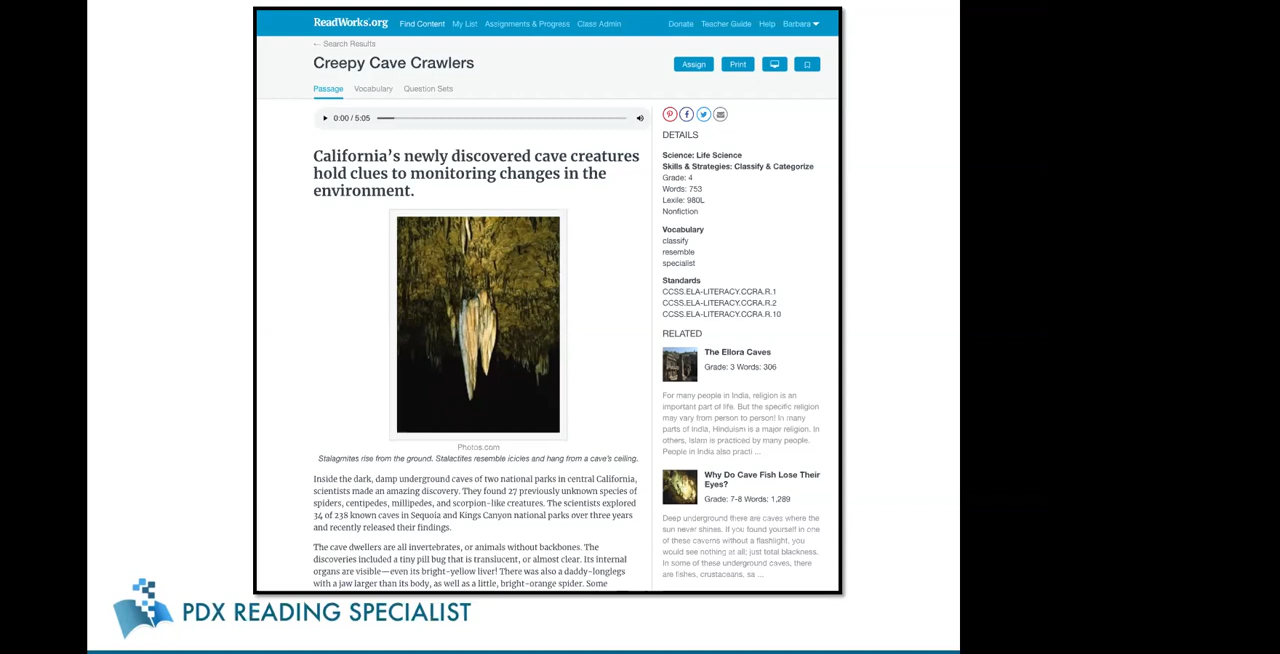 ReadWorks.org Find Content My List Assignments & Progress Class Admin Donate Teacher Guide Help Barbara
← Search Results
Creepy Cave Crawlers
Assign Print
Passage Vocabulary Question Sets
0:00 / 5:05
California's newly discovered cave creatures
hold clues to monitoring changes in the
environment.
Photos.com
Stalagmites rise from the ground. Stalactites resemble icicles and hang from a cave's ceiling.
Inside the dark, damp underground caves of two national parks in central California,
scientists made an amazing discovery. They found 27 previously unknown species of
spiders, centipedes, millipedes, and scorpion-like creatures. The scientists explored
34 of 238 known caves in Sequoia and Kings Canyon national parks over three years
and recently released their findings.
The cave dwellers are all invertebrates, or animals without backbones. The
discoveries included a tiny pill bug that is translucent, or almost clear. Its internal
organs are visible—even its bright-yellow liver! There was also a daddy-longlegs
with a jaw larger than its body, as well as a little, bright-orange spider. Some
DETAILS
Science: Life Science
Skills & Strategies: Classify & Categorize
Grade: 4
Words: 753
Lexile: 980L
Nonfiction
Vocabulary
classify
resemble
specialist
Standards
CCSS.ELA-LITERACY.CCRA.R.1
CCSS.ELA-LITERACY.CCRA.R.2
CCSS.ELA-LITERACY.CCRA.R.10
RELATED
The Ellora Caves
Grade: 3 Words: 306
For many people in India, religion is an
important part of life. But the specific religion
may vary from person to person! In many
parts of India, Hinduism is a major religion. In
others, Islam is practiced by many people.
People in India also practi ...
Why Do Cave Fish Lose Their
Eyes?
Grade: 7-8 Words: 1,289
Deep underground there are caves where the
sun never shines. If you found yourself in one
of these caverns without a flashlight, you
would see nothing at all: just total blackness.
In some of these underground caves, there
are fishes, crustaceans, sa ...
PDX READING SPECIALIST